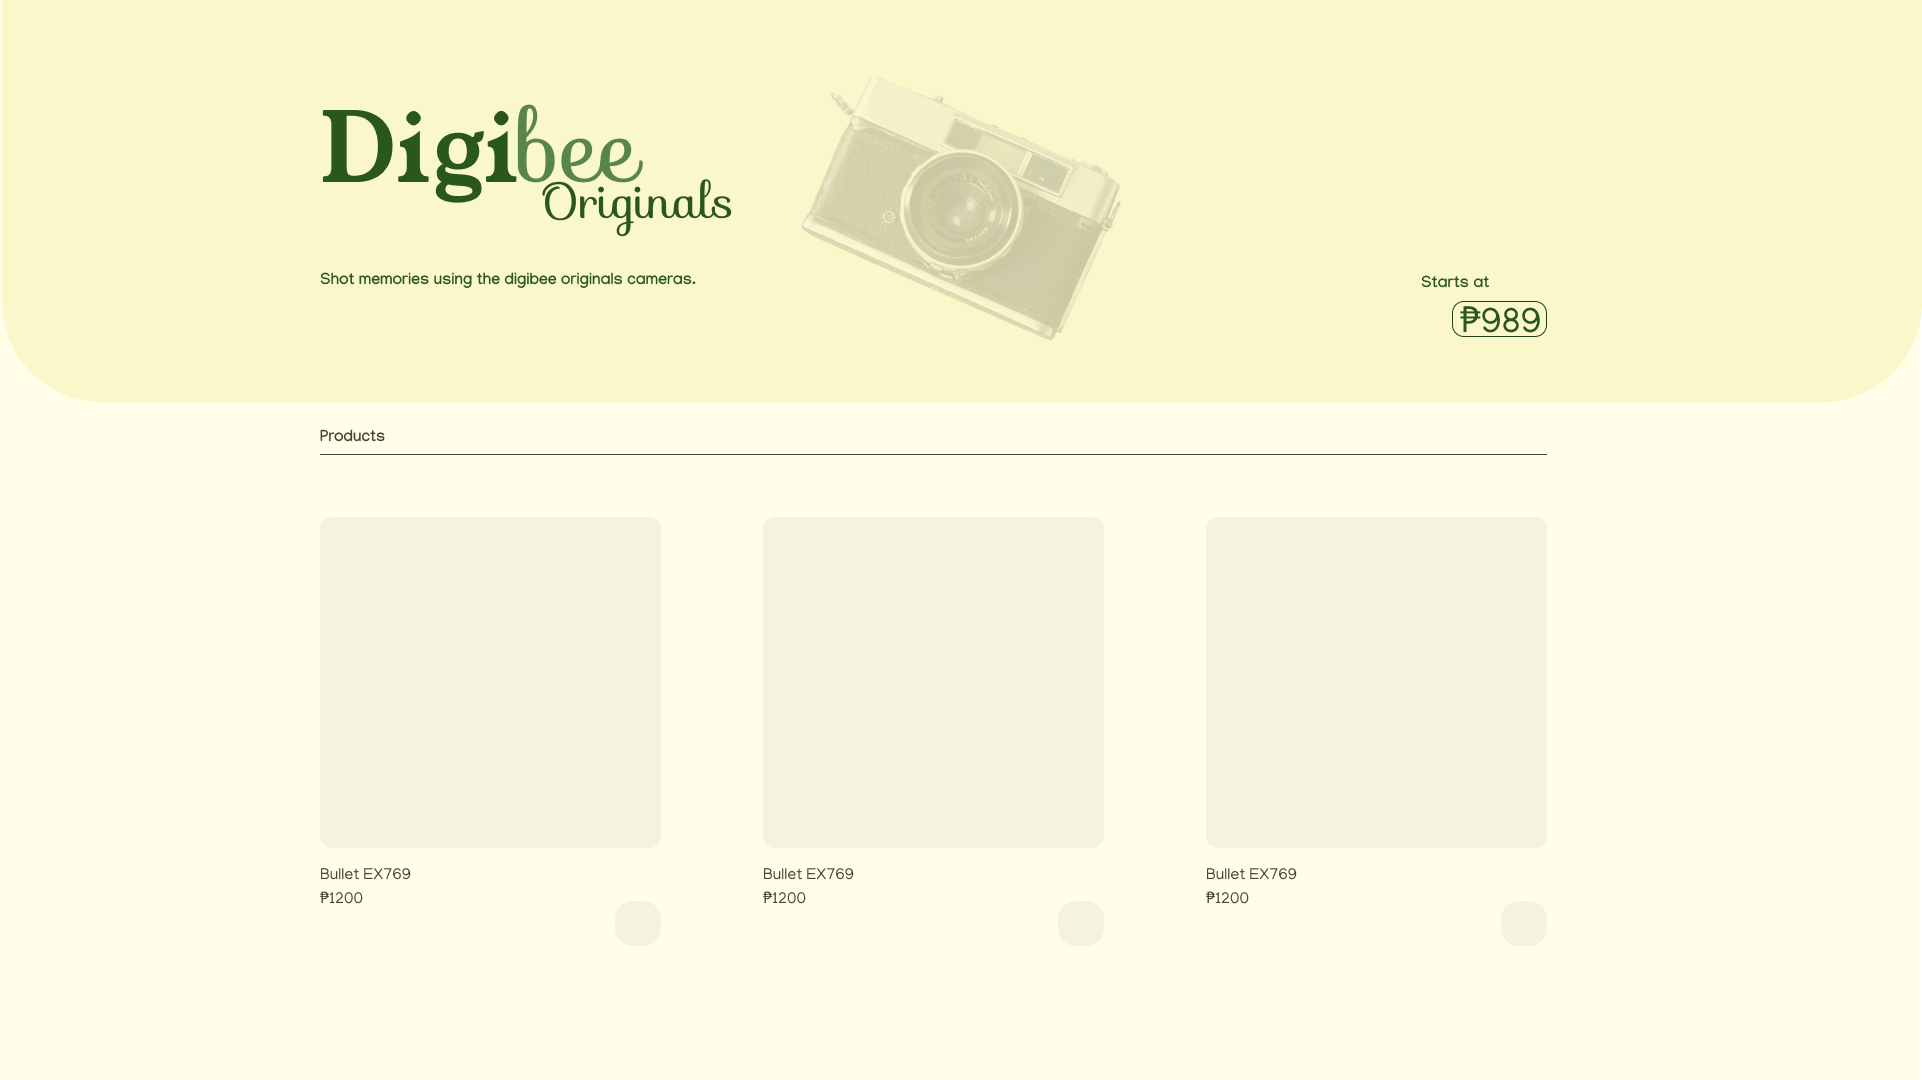 Digibee
Originals
Shot memories using the digibee originals cameras.
Starts at
₱989
Products
Bullet EX769
₱1200
Bullet EX769
₱1200
Bullet EX769
₱1200